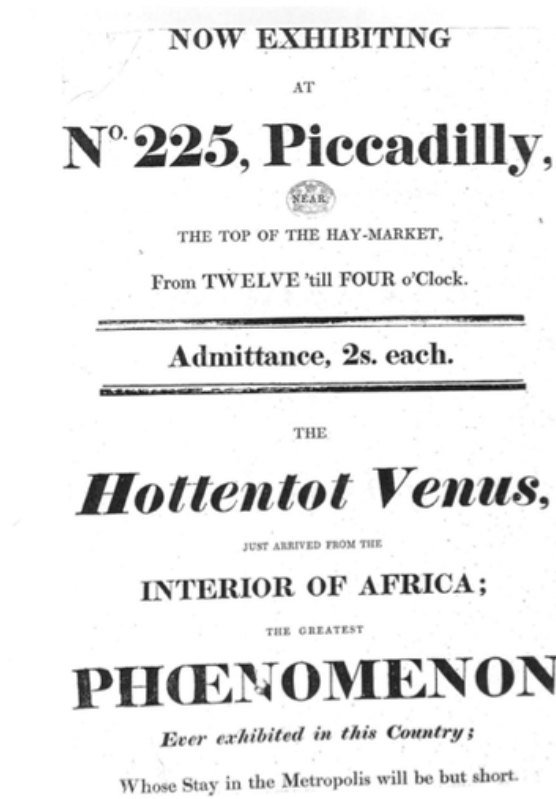 NOW EXHIBITING
AT
No. 225, Piccadilly,
NEAR
THE TOP OF THE HAY-MARKET,
From TWELVE 'till FOUR o'Clock.
Admittance, 2s. each.
THE
Hottentot Venus,
JUST ARRIVED FROM THE
INTERIOR OF AFRICA;
THE GREATEST
PHŒNOMENON
Ever exhibited in this Country;
Whose Stay in the Metropolis will be but short.